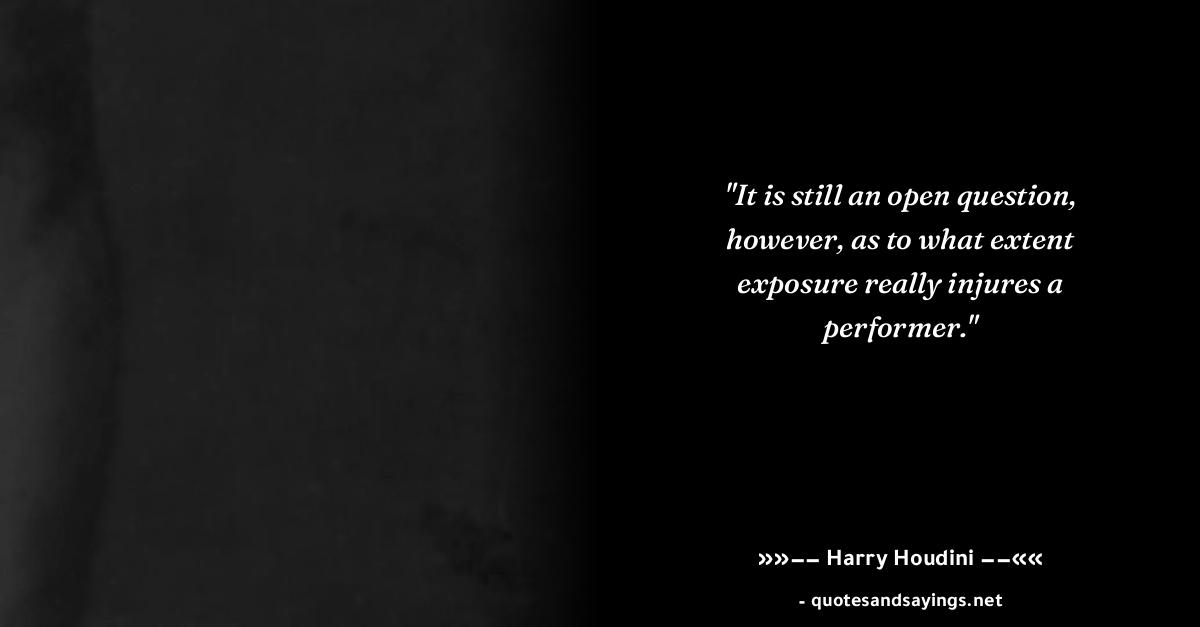 "It is still an open question,
however, as to what extent
exposure really injures a
performer."
»»−− Harry Houdini −−««
- quotesandsayings.net